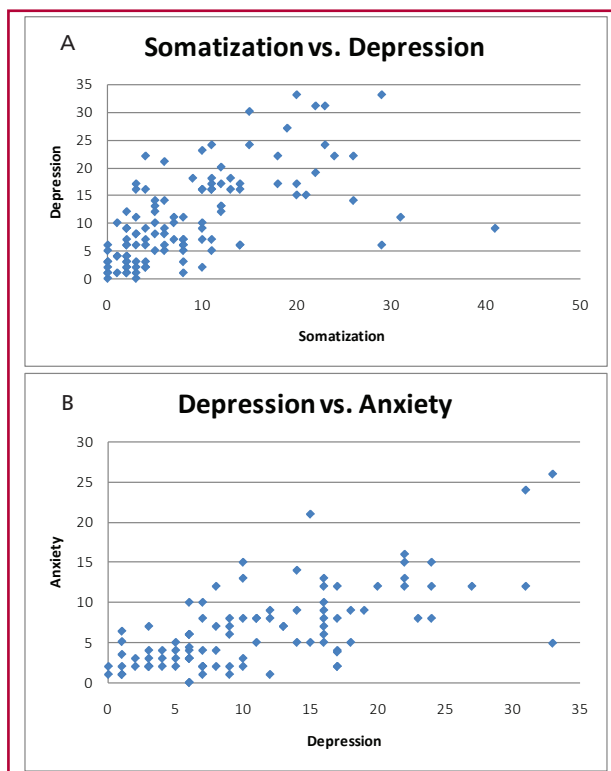 A
Somatization vs. Depression
35
30
25
20
15
10
5
0
Depression
0 10 20 30 40 50
Somatization
B
Depression vs. Anxiety
30
25
20
15
10
5
0
Anxiety
0 5 10 15 20 25 30 35
Depression